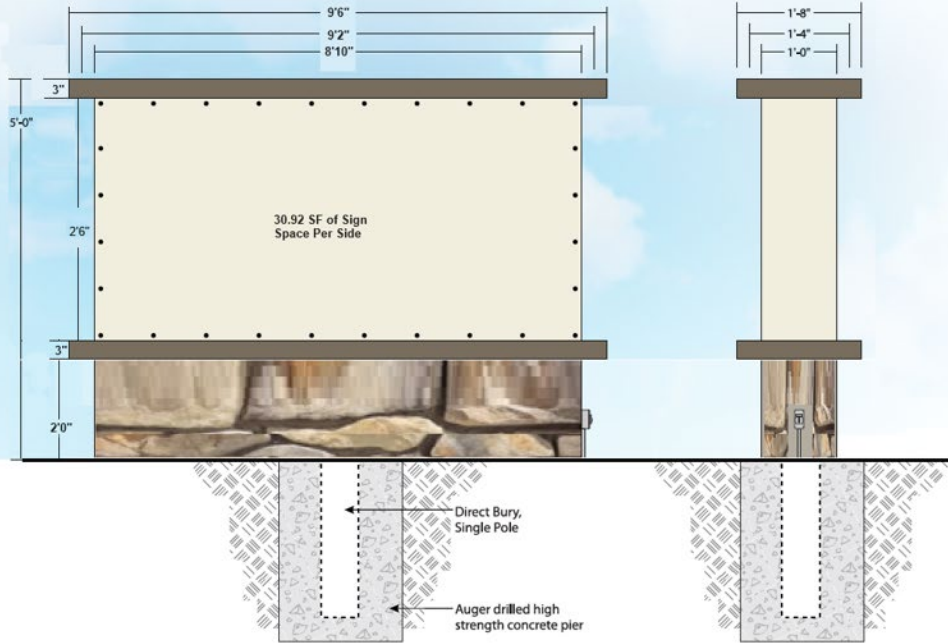 9'6"
9'2"
8'10"
1'-8"
1'-4"
1'-0"
3"
5'-0"
30.92 SF of Sign
Space Per Side
2'6"
3"
2'0"
Direct Bury,
Single Pole
Auger drilled high
strength concrete pier